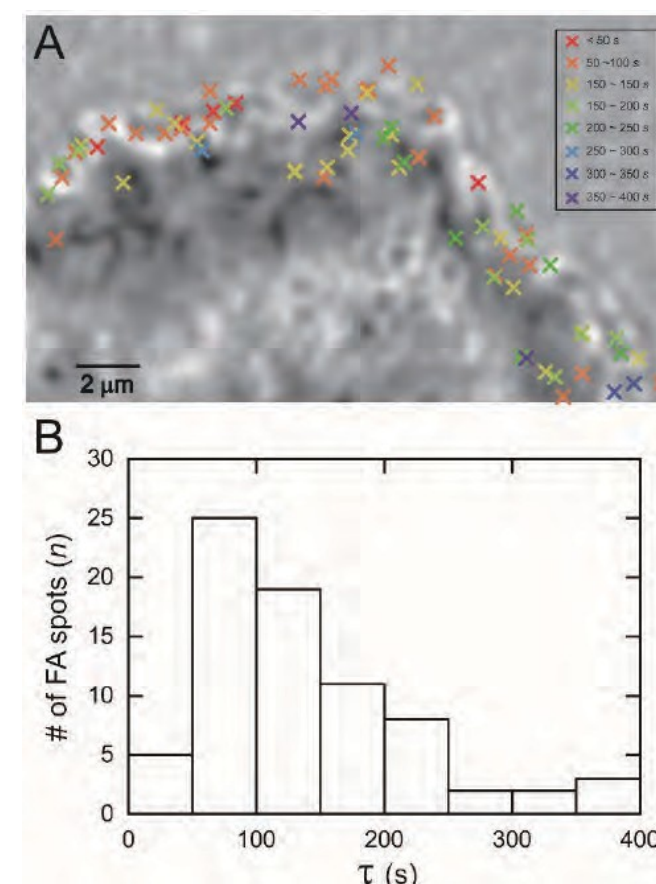 A
< 50 s
50 ~100 s
150 ~ 150 s
150 ~ 200 s
200 ~ 250 s
250 ~ 300 s
300 ~ 350 s
350 ~ 400 s
2 μm
B
30
25
20
15
10
5
0
# of FA spots (n)
0 100 200 300 400
τ (s)